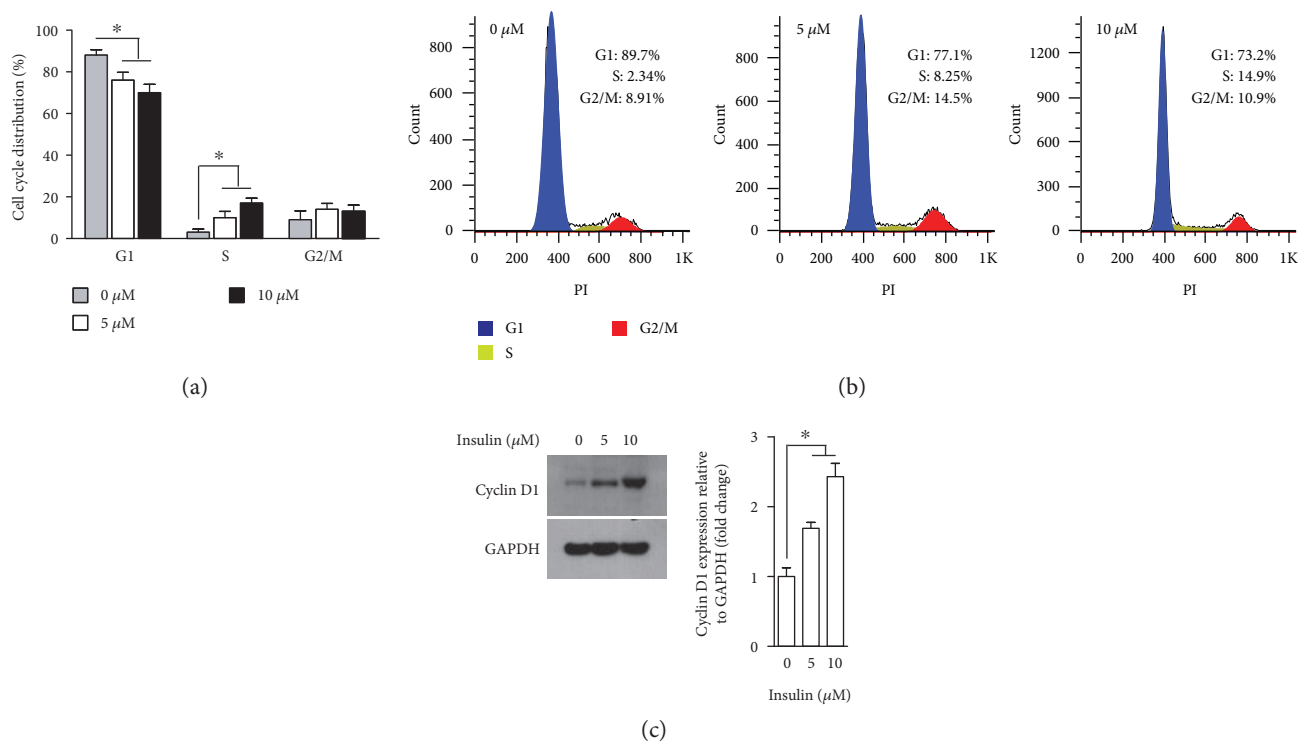 Cell cycle distribution (%)
100
80
60
40
20
0
*
*
G1
S
G2/M
0 μM
10 μM
5 μM
(a)
Count
800
600
400
200
0
0 μM
G1: 89.7%
S: 2.34%
G2/M: 8.91%
0 200 400 600 800 1K
PI
Count
800
600
400
200
0
5 μM
G1: 77.1%
S: 8.25%
G2/M: 14.5%
0 200 400 600 800 1K
PI
Count
1200
900
600
300
0
10 μM
G1: 73.2%
S: 14.9%
G2/M: 10.9%
0 200 400 600 800 1K
PI
G1
G2/M
S
(b)
Insulin (μM) 0 5 10
Cyclin D1
GAPDH
Cyclin D1 expression relative
to GAPDH (fold change)
3
2
1
0
*
0 5 10
Insulin (μM)
(c)